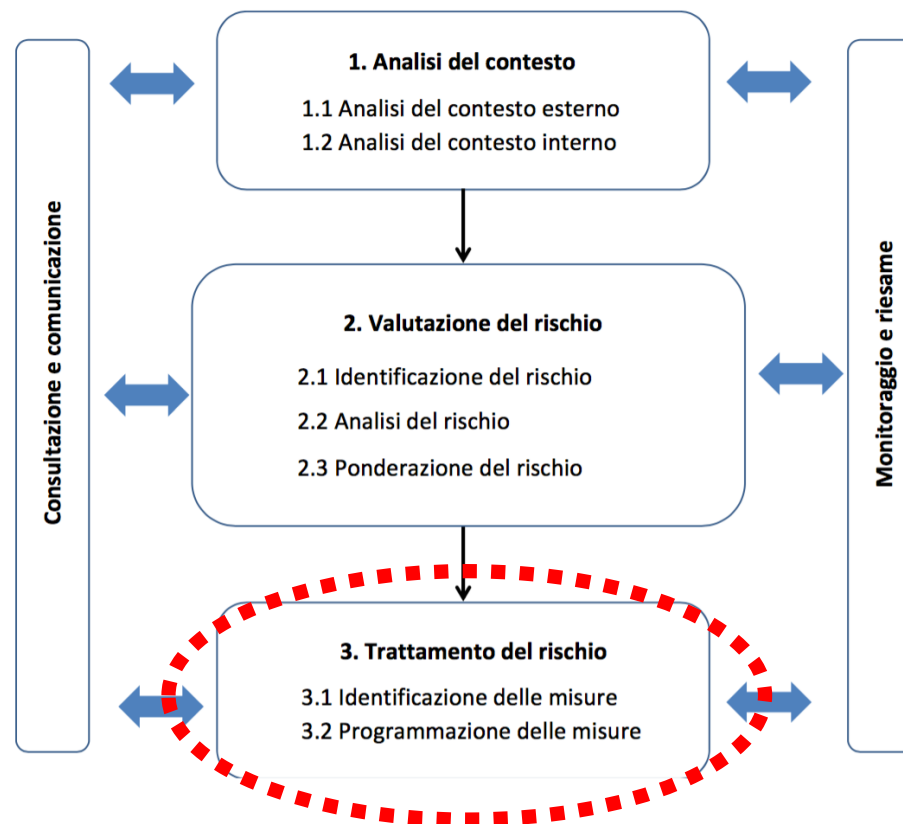 Consultazione e comunicazione
1. Analisi del contesto
1.1 Analisi del contesto esterno
1.2 Analisi del contesto interno
2. Valutazione del rischio
2.1 Identificazione del rischio
2.2 Analisi del rischio
2.3 Ponderazione del rischio
3. Trattamento del rischio
3.1 Identificazione delle misure
3.2 Programmazione delle misure
Monitoraggio e riesame